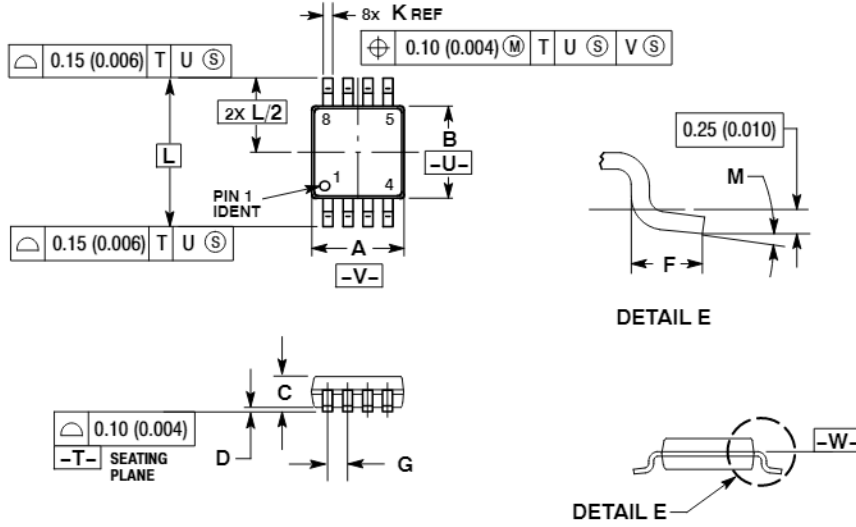 8x K REF
0.15 (0.006) T U Ⓢ
0.10 (0.004) Ⓜ T U Ⓢ V Ⓢ
2X L/2
8 5
B
-U-
L
PIN 1
IDENT
1 4
0.15 (0.006) T U Ⓢ
A
-V-
0.25 (0.010)
M
F
DETAIL E
C
0.10 (0.004)
-T- SEATING
PLANE
D
G
-W-
DETAIL E